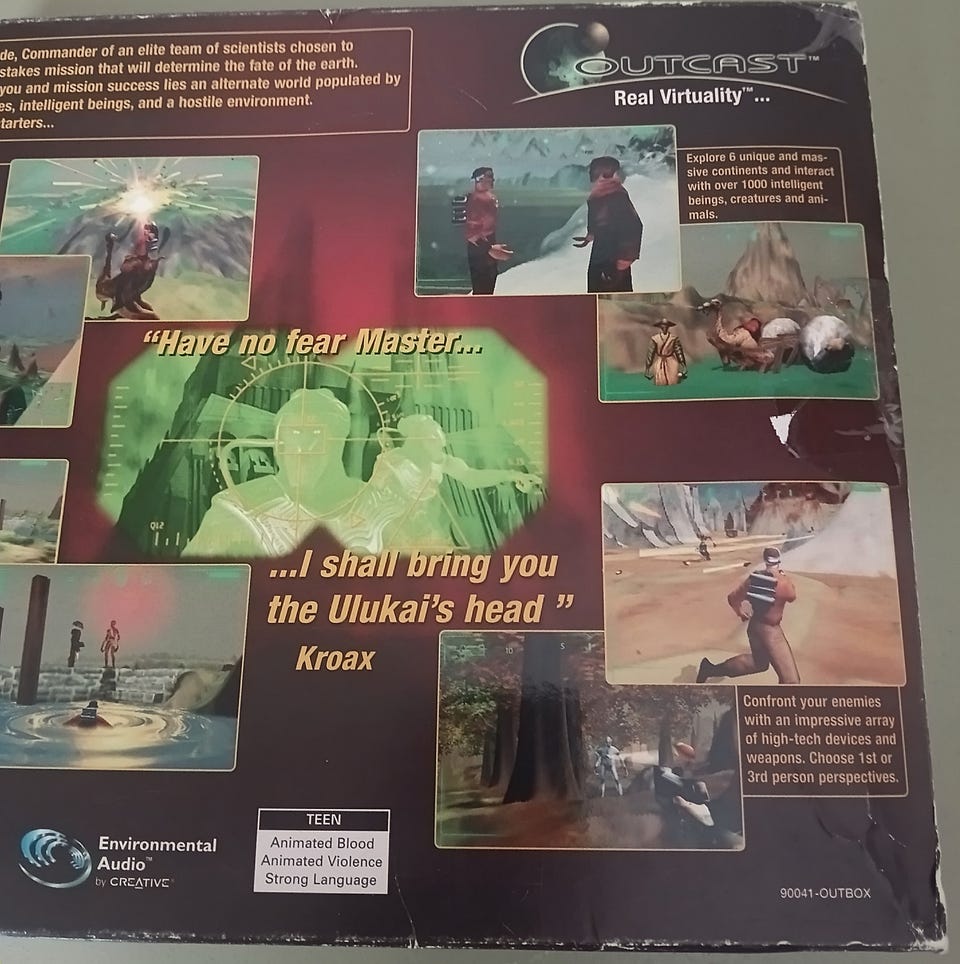 de, Commander of an elite team of scientists chosen to
stakes mission that will determine the fate of the earth.
you and mission success lies an alternate world populated by
es, intelligent beings, and a hostile environment.
tarters...
OUTCAST™
Real Virtuality™...
Explore 6 unique and mas-
sive continents and interact
with over 1000 intelligent
beings, creatures and ani-
mals.
“Have no fear Master...
...I shall bring you
the Ulukai's head ”
Kroax
Confront your enemies
with an impressive array
of high-tech devices and
weapons. Choose 1st or
3rd person perspectives.
Environmental
Audio™
by CREATIVE
TEEN
Animated Blood
Animated Violence
Strong Language
90041-OUTBOX